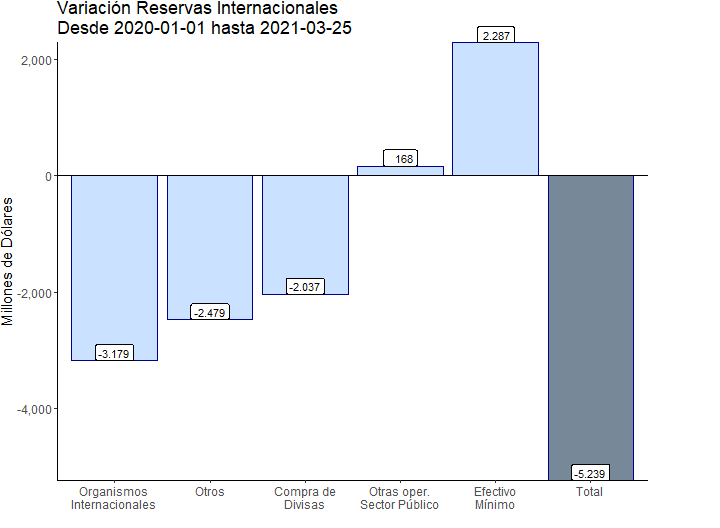 Variación Reservas Internacionales
Desde 2020-01-01 hasta 2021-03-25
Millones de Dólares
2,000
0
-2,000
-4,000
-3.179
-2.479
-2.037
168
2.287
-5.239
Organismos
Internacionales
Otros
Compra de
Divisas
Otras oper.
Sector Público
Efectivo
Mínimo
Total